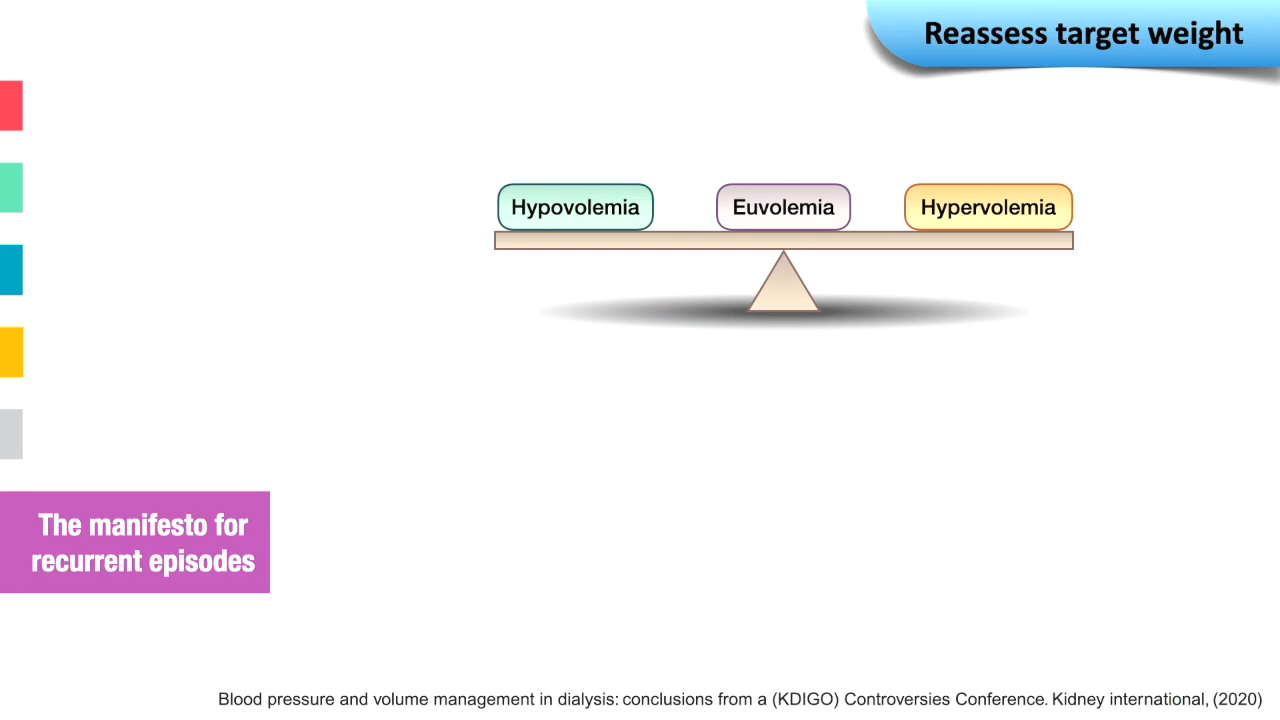 Reassess target weight
Hypovolemia
Euvolemia
Hypervolemia
The manifesto for
recurrent episodes
Blood pressure and volume management in dialysis: conclusions from a (KDIGO) Controversies Conference. Kidney international, (2020)